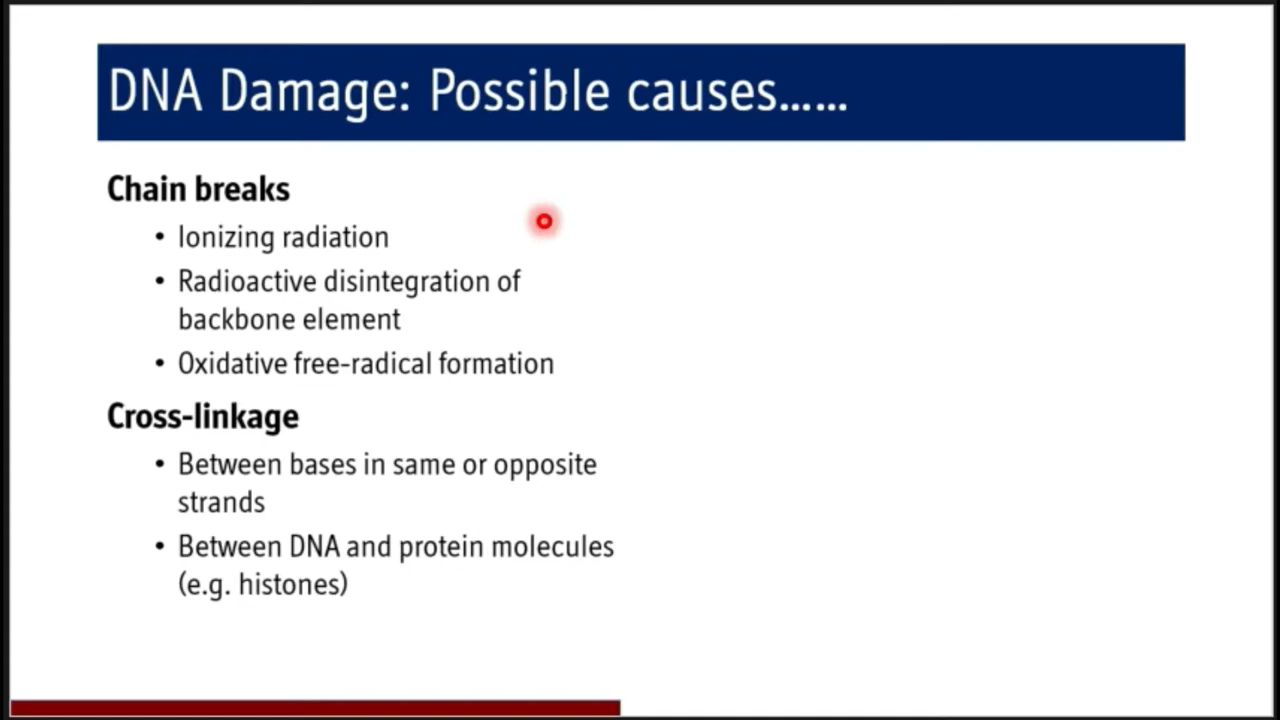 DNA Damage: Possible causes……
Chain breaks
• Ionizing radiation
• Radioactive disintegration of
backbone element
• Oxidative free-radical formation
Cross-linkage
• Between bases in same or opposite
strands
• Between DNA and protein molecules
(e.g. histones)